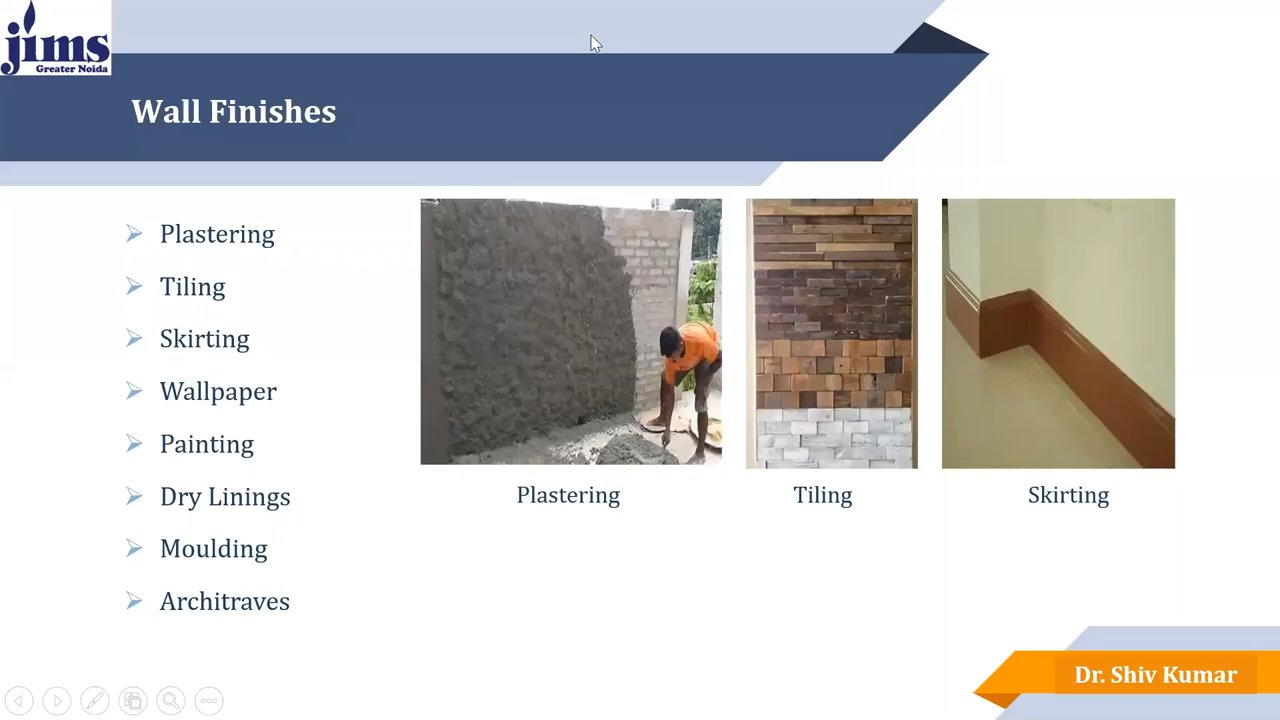 jims
Greater Noida
Wall Finishes
Plastering
Tiling
Skirting
Wallpaper
Painting
Dry Linings
Moulding
Architraves
Plastering
Tiling
Skirting
Dr. Shiv Kumar